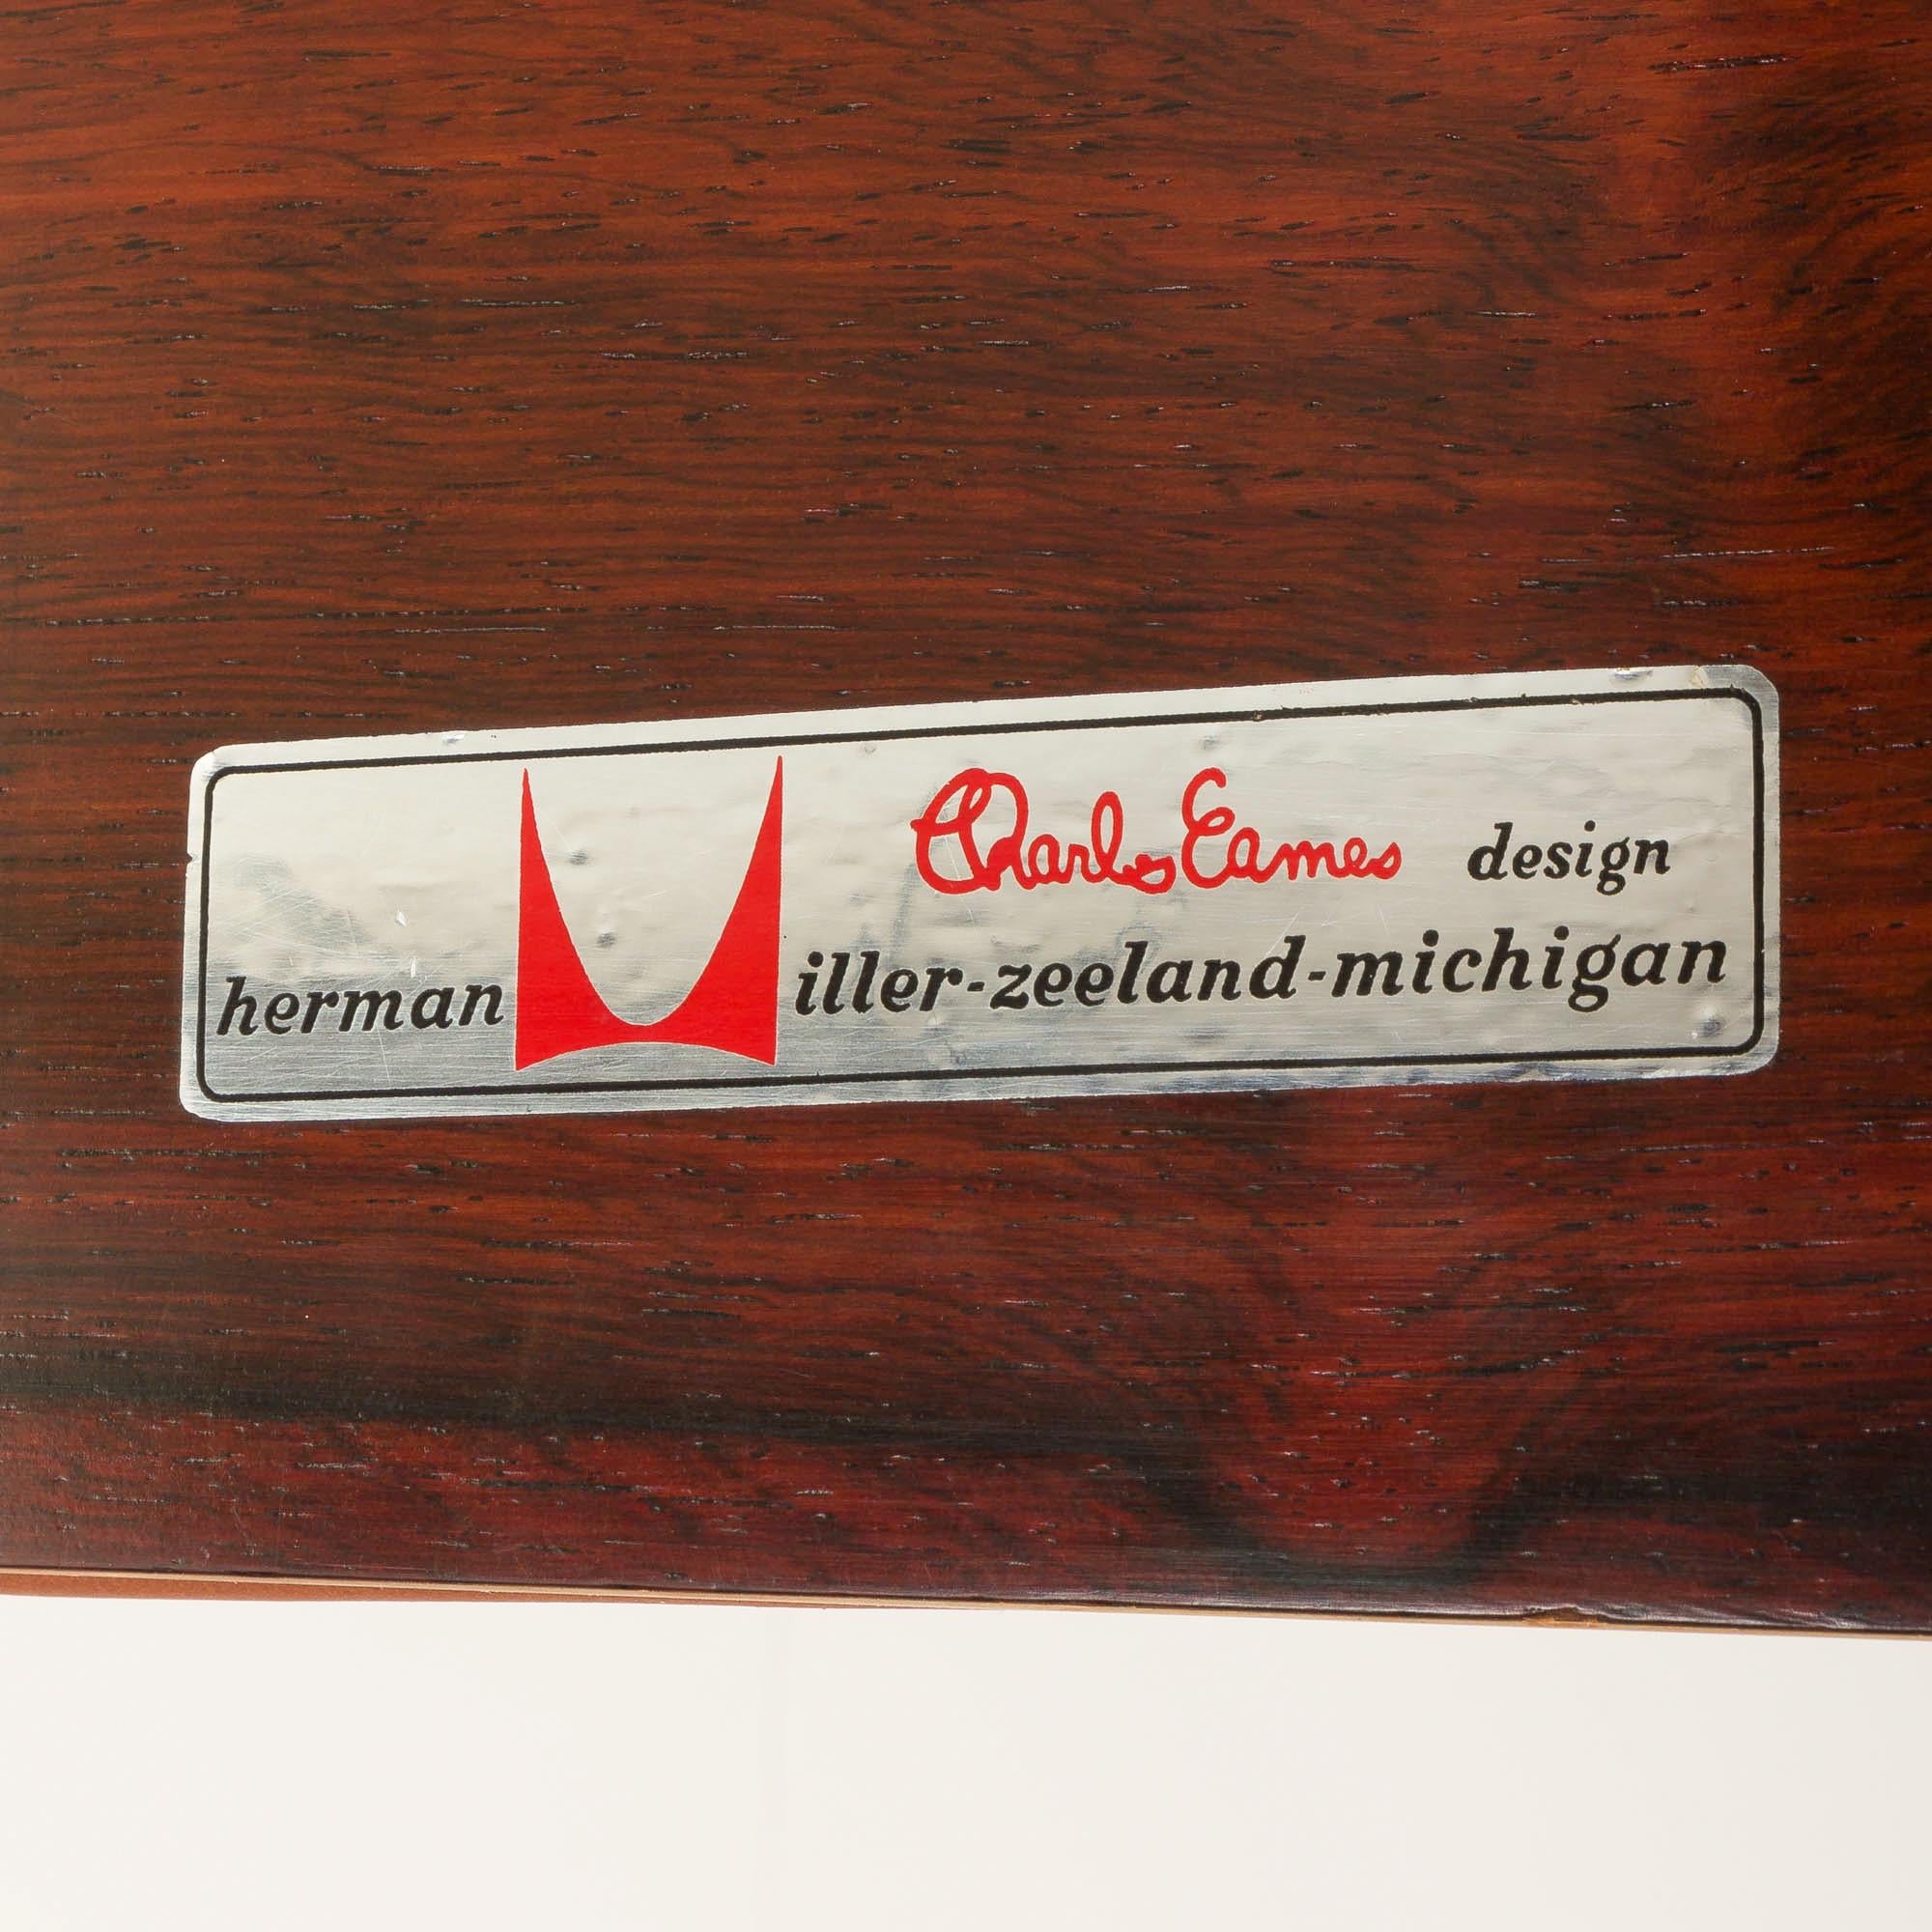 Charles Eames design
herman miller-zeeland-michigan